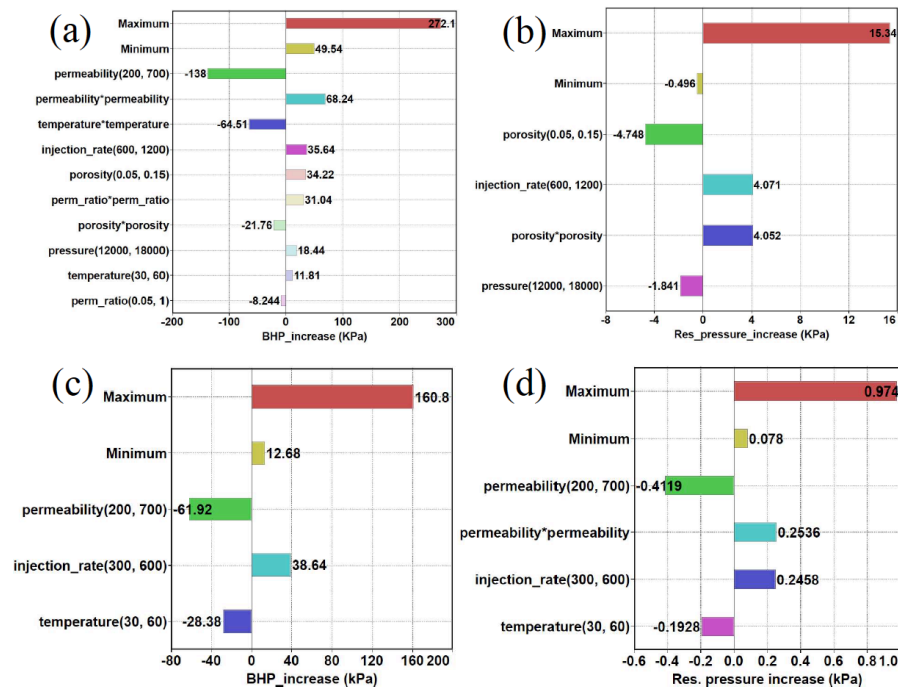 (a)
Maximum 272.1
Minimum 49.54
permeability(200, 700) -138
permeability*permeability 68.24
temperature*temperature -64.51
injection_rate(600, 1200) 35.64
porosity(0.05, 0.15) 34.22
perm_ratio*perm_ratio 31.04
porosity*porosity -21.76
pressure(12000, 18000) 18.44
temperature(30, 60) 11.81
perm_ratio(0.05, 1) -8.244
-200 -100 0 100 200 300
BHP_increase (KPa)
(b)
Maximum 15.34
Minimum -0.496
porosity(0.05, 0.15) -4.748
injection_rate(600, 1200) 4.071
porosity*porosity 4.052
pressure(12000, 18000) -1.841
-8 -4 0 4 8 12 16
Res_pressure_increase (KPa)
(c)
Maximum 160.8
Minimum 12.68
permeability(200, 700) -61.92
injection_rate(300, 600) 38.64
temperature(30, 60) -28.38
-80 -40 0 40 80 120 160 200
BHP_increase (kPa)
(d)
Maximum 0.974
Minimum 0.078
permeability(200, 700) -0.4119
permeability*permeability 0.2536
injection_rate(300, 600) 0.2458
temperature(30, 60) -0.1928
-0.6 -0.4 -0.2 0.0 0.2 0.4 0.6 0.8 1.0
Res. pressure increase (kPa)